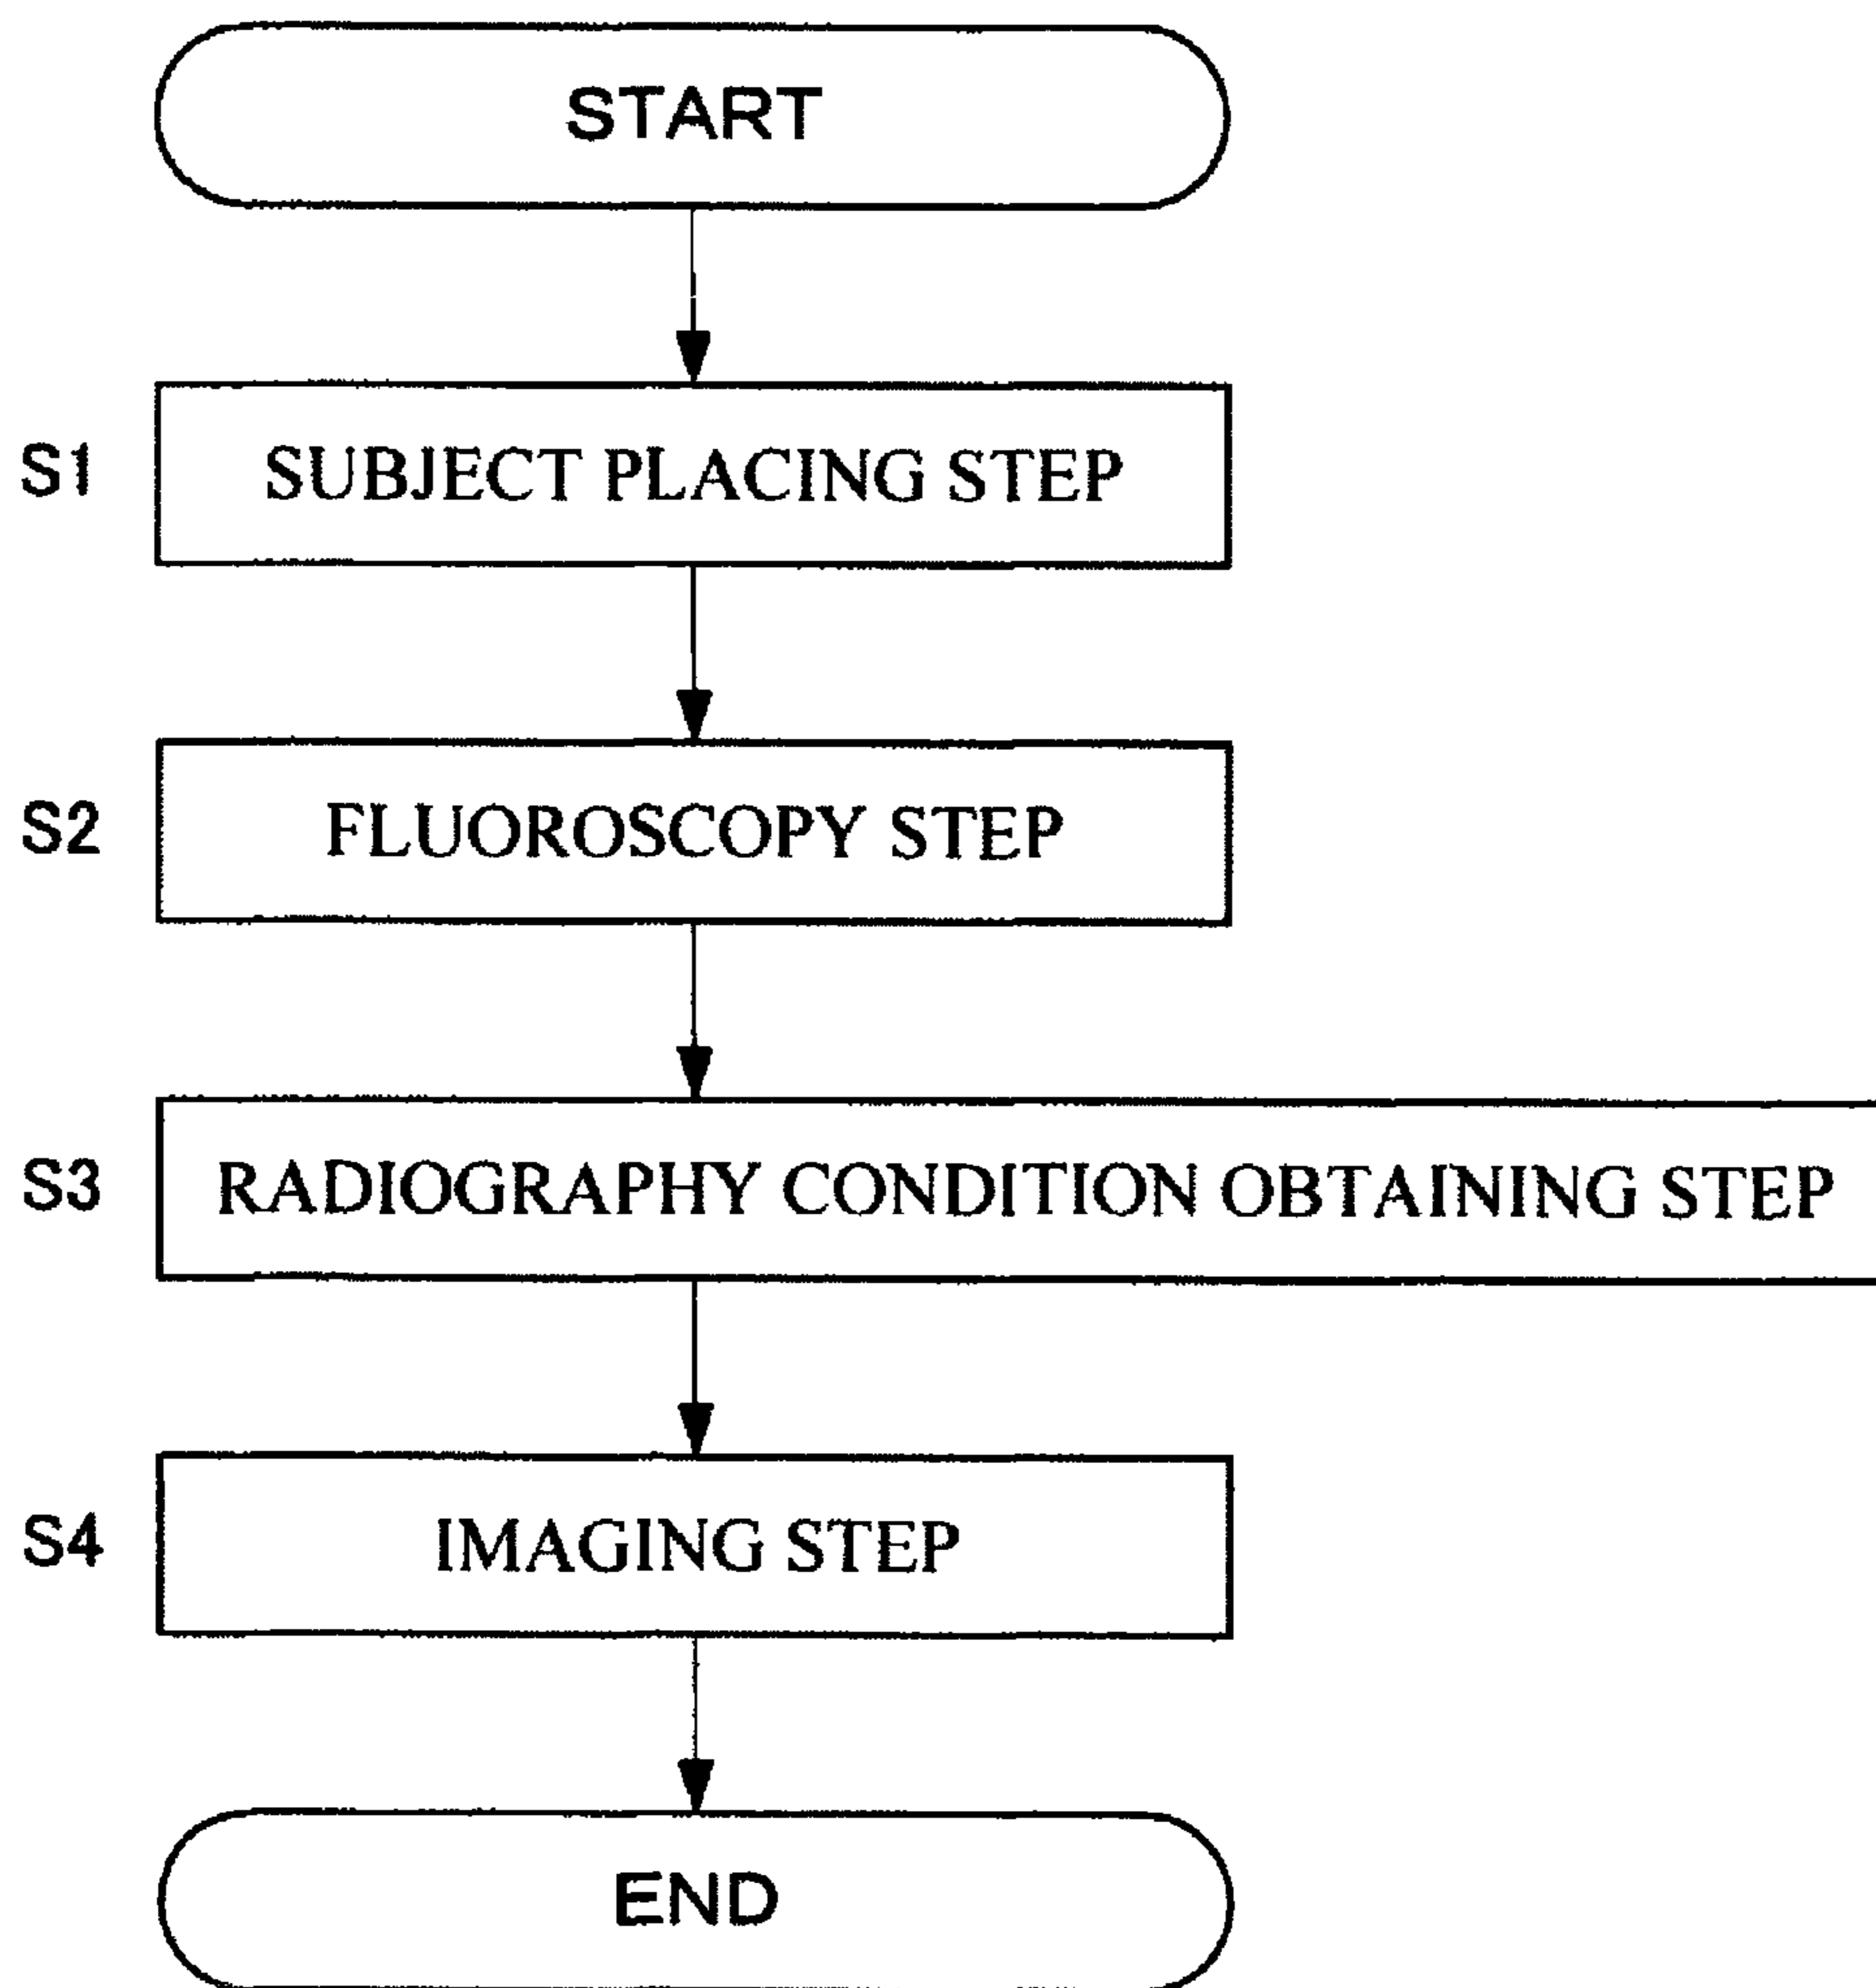 START
S1 SUBJECT PLACING STEP
S2 FLUOROSCOPY STEP
S3 RADIOGRAPHY CONDITION OBTAINING STEP
S4 IMAGING STEP
END